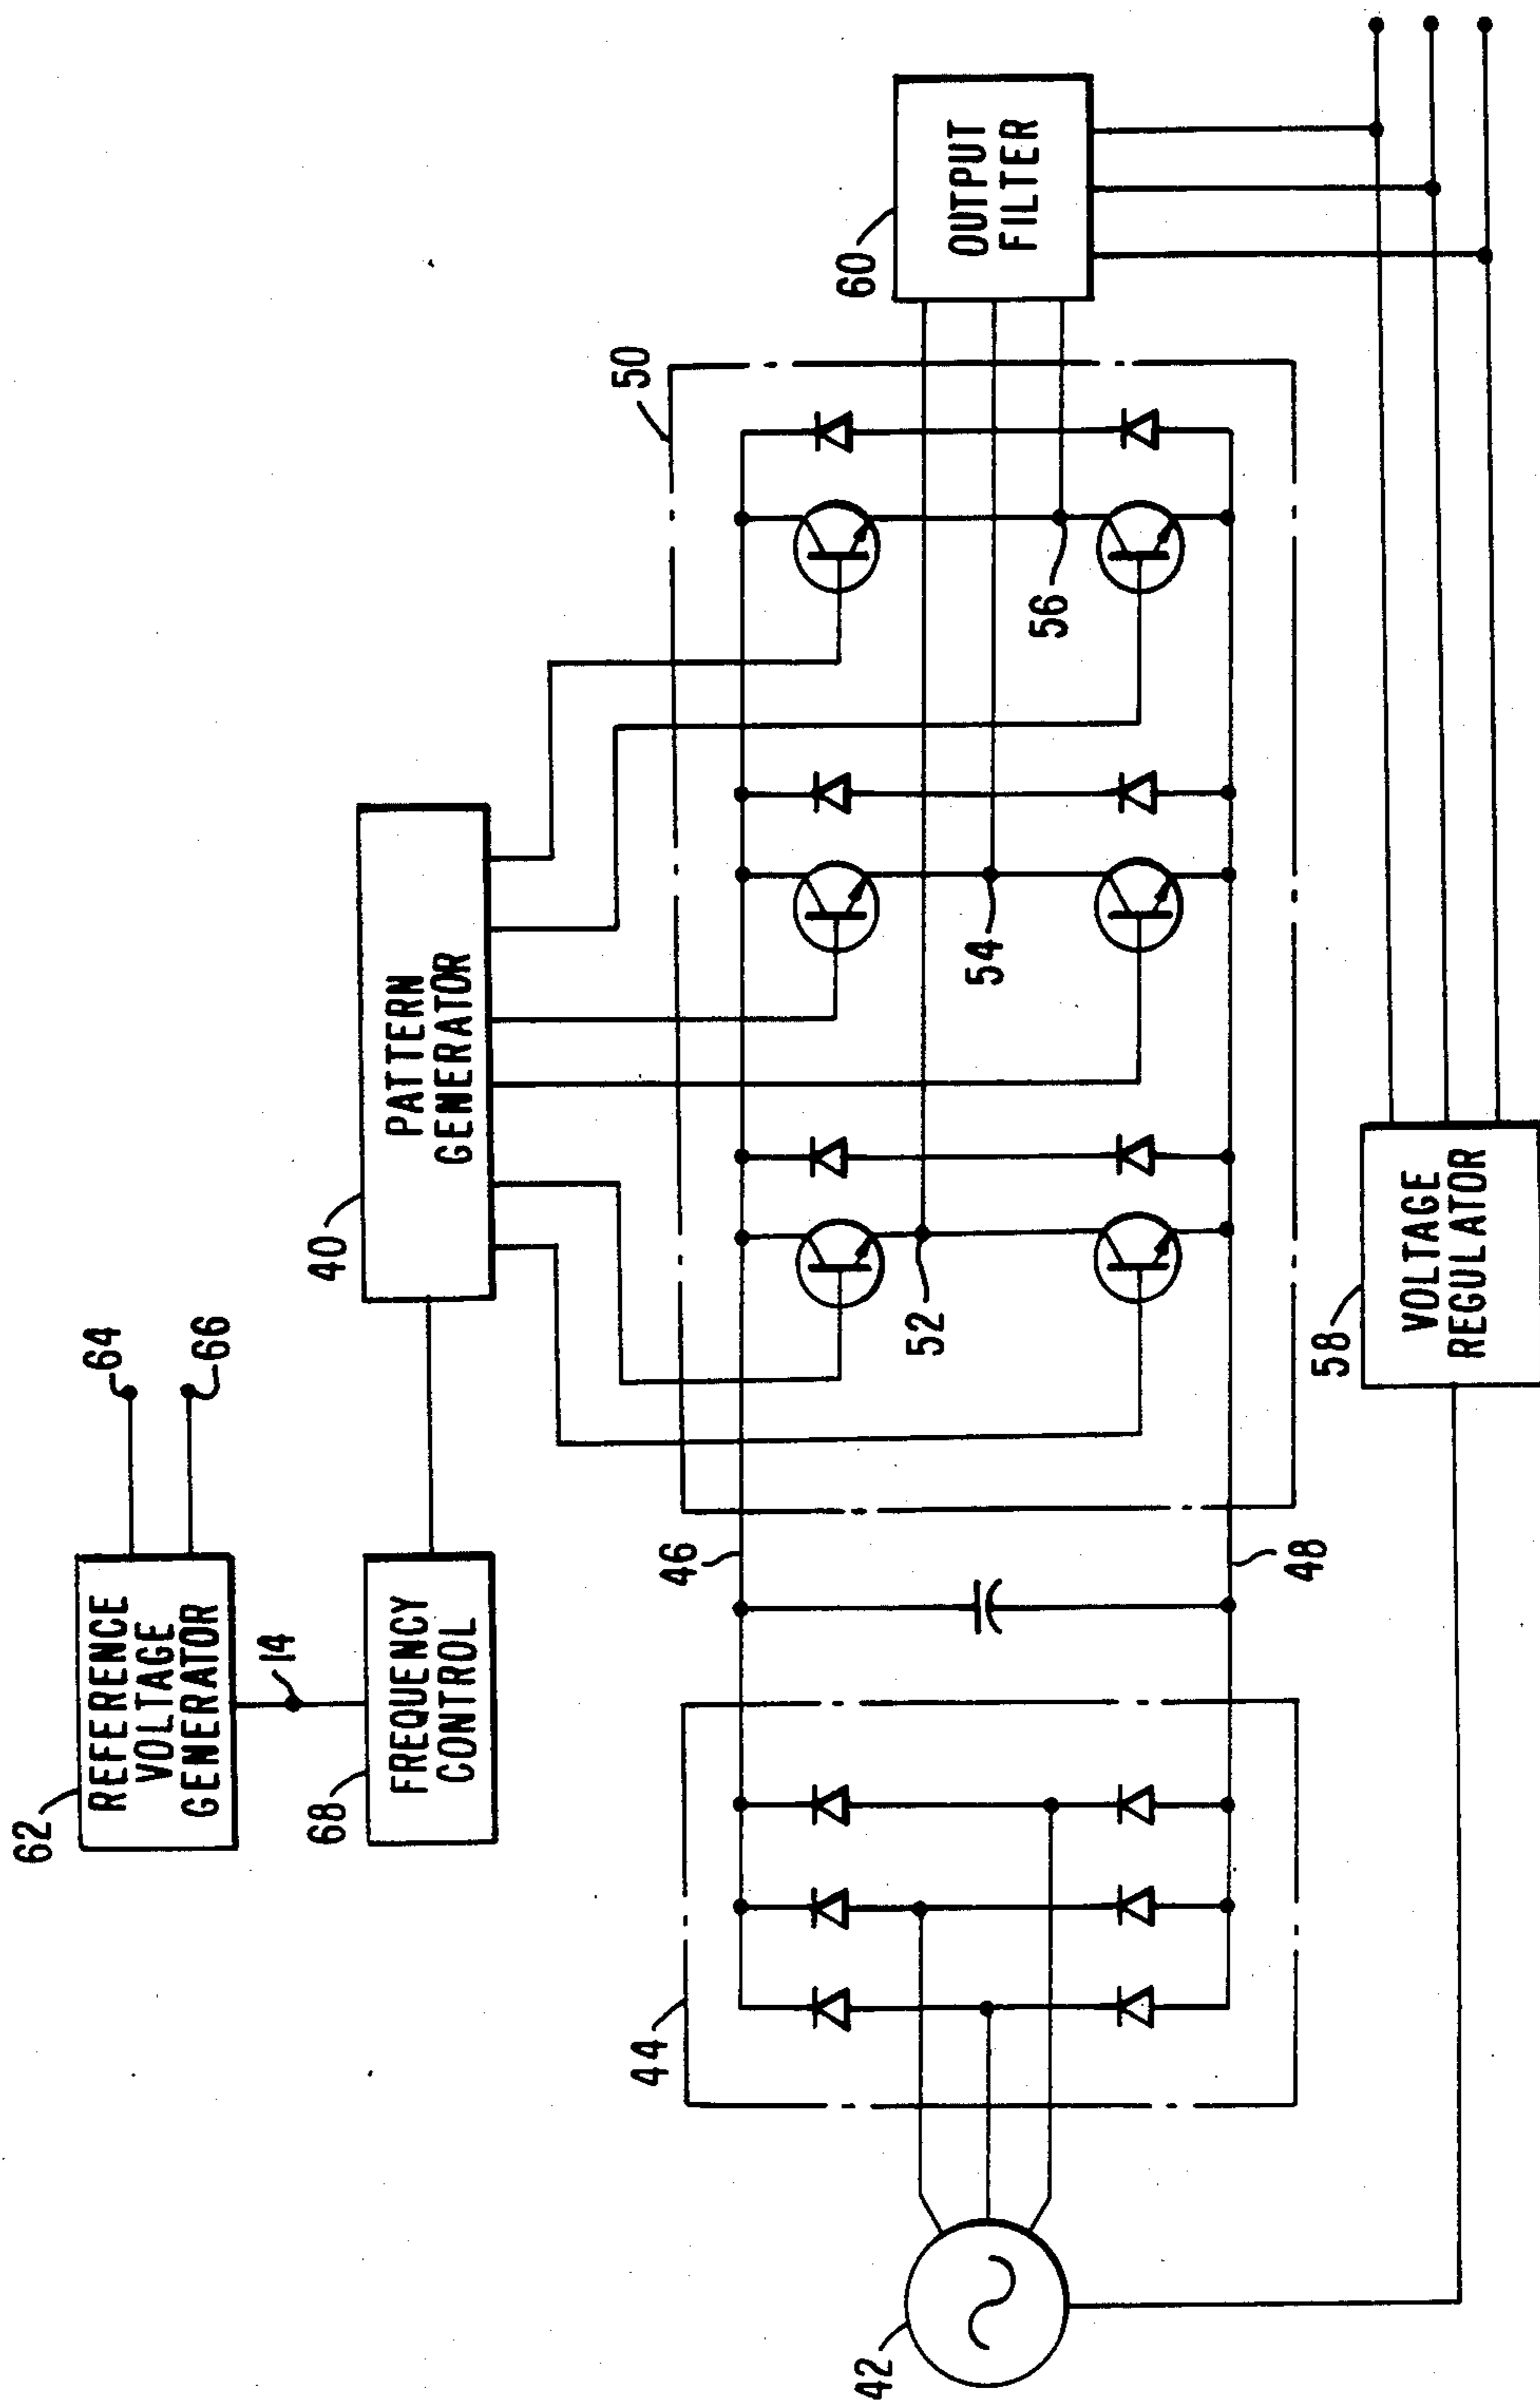 62
REFERENCE
VOLTAGE
GENERATOR
64
66
14
68
FREQUENCY
CONTROL
40
PATTERN
GENERATOR
50
60
OUTPUT
FILTER
44
46
48
52
54
56
42
58
VOLTAGE
REGULATOR